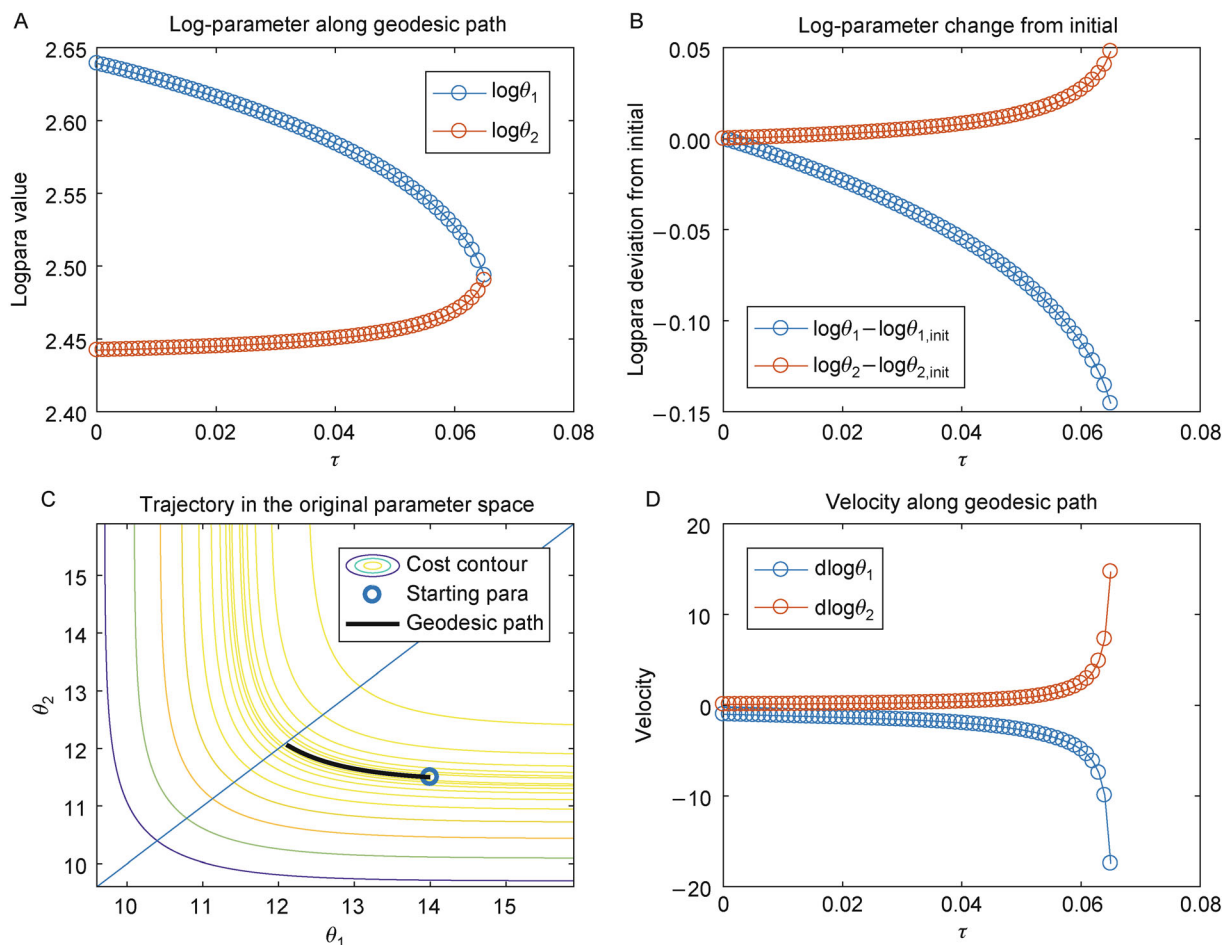 A
Log-parameter along geodesic path
2.65
2.60
2.55
2.50
2.45
2.40
Logpara value
logθ1
logθ2
0
0.02
0.04
0.06
0.08
τ
B
Log-parameter change from initial
0.05
0.00
−0.05
−0.10
−0.15
Logpara deviation from initial
logθ1−logθ1,init
logθ2−logθ2,init
0
0.02
0.04
0.06
0.08
τ
C
Trajectory in the original parameter space
15
14
13
12
11
10
θ2
Cost contour
Starting para
Geodesic path
10
11
12
13
14
15
θ1
D
Velocity along geodesic path
20
10
0
−10
−20
Velocity
dlogθ1
dlogθ2
0
0.02
0.04
0.06
0.08
τ